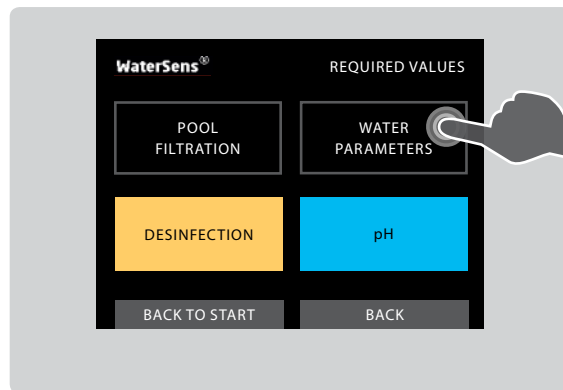 WaterSens® REQUIRED VALUES
POOL
FILTRATION
WATER
PARAMETERS
DESINFECTION
pH
BACK TO START
BACK